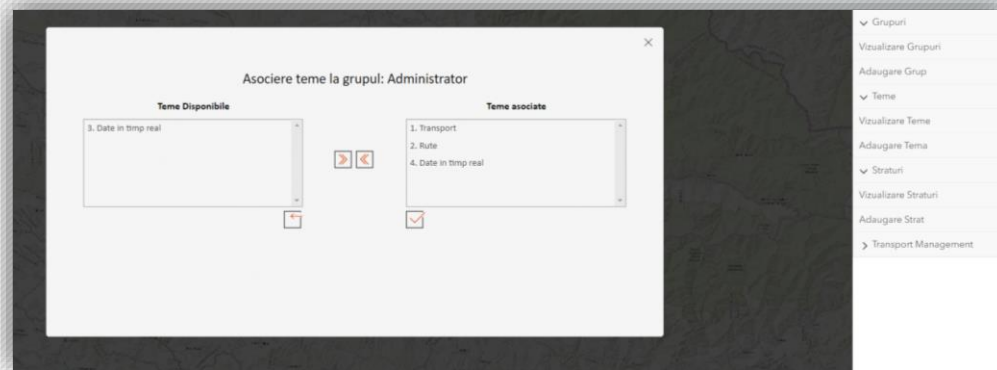 Asociere teme la grupul: Administrator
Teme Disponibile
3. Date in timp real
Teme asociate
1. Transport
2. Rute
4. Date in timp real
Grupuri
Vizualizare Grupuri
Adaugare Grup
Teme
Vizualizare Teme
Adaugare Tema
Straturi
Vizualizare Straturi
Adaugare Strat
Transport Management